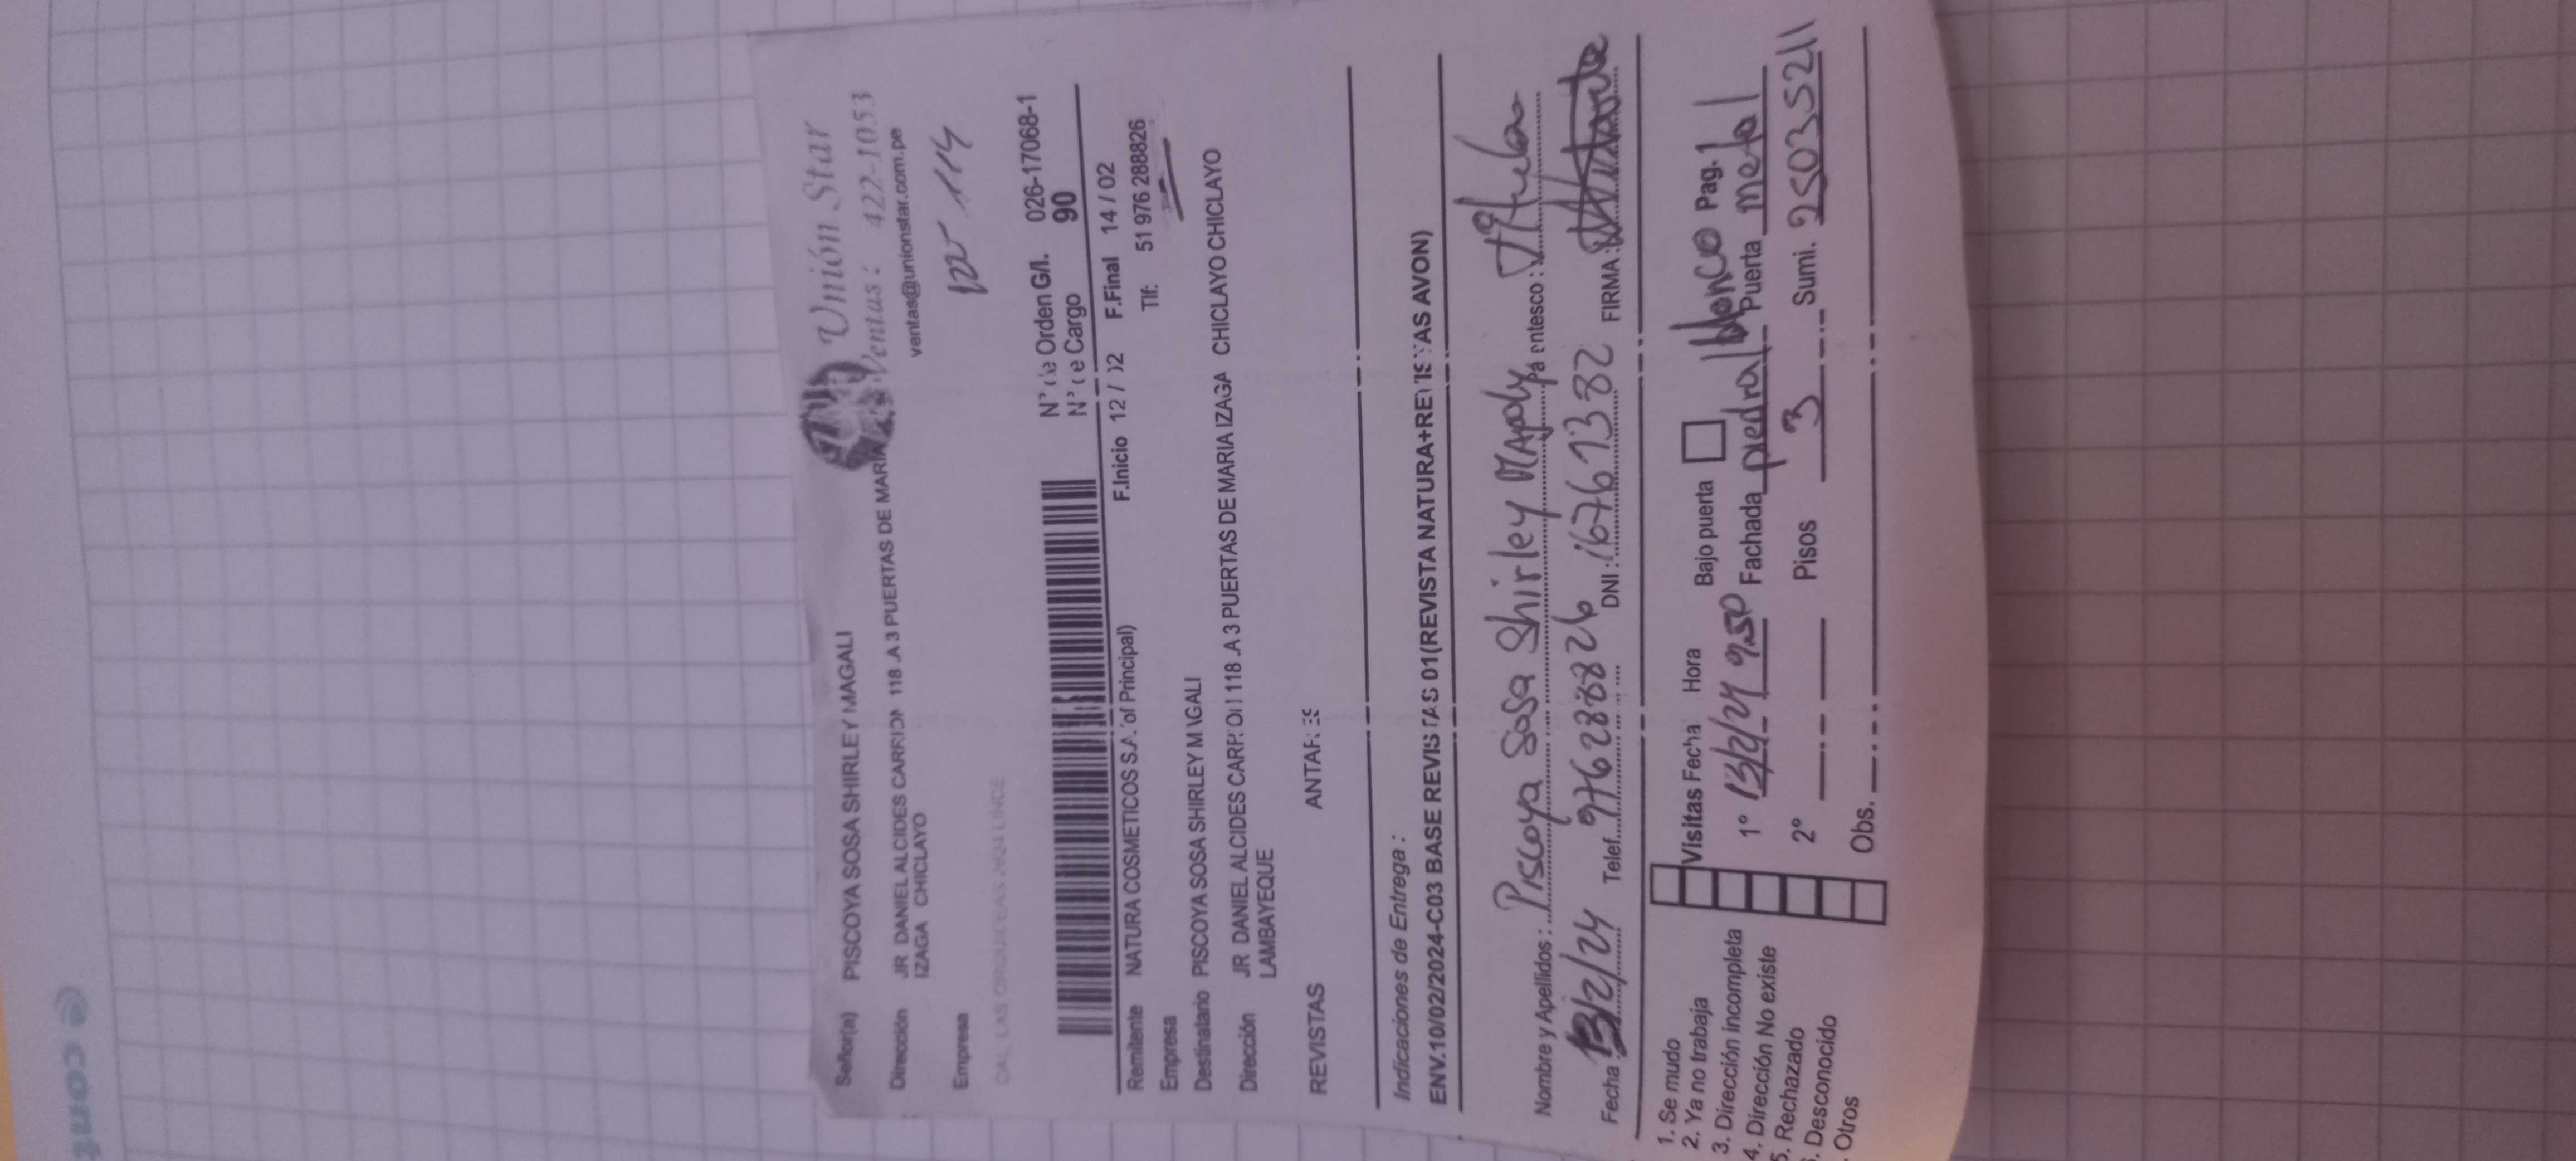 Unión Star
Ventas: 422-1053
ventas@unionstar.com.pe
Señor(a) PISCOYA SOSA SHIRLEY MAGALI
Dirección JR DANIEL ALCIDES CARRION 118 .A 3 PUERTAS DE MARIA
IZAGA CHICLAYO
Empresa
N° de Orden G/I. 026-17068-1
N° de Cargo 90
F.Inicio 12 / 02 F.Final 14 / 02
Remitente NATURA COSMETICOS S.A. (of Principal) Tlf: 51 976 288826
Empresa
Destinatario PISCOYA SOSA SHIRLEY MAGALI
Dirección JR DANIEL ALCIDES CARRION 118 .A 3 PUERTAS DE MARIA IZAGA CHICLAYO CHICLAYO
LAMBAYEQUE
REVISTAS ANTARES
Indicaciones de Entrega :
ENV.10/02/2024-C03 BASE REVISTAS 01(REVISTA NATURA+REVISTAS AVON)
Nombre y Apellidos : Piscoya Sosa Shirley Magaly Parentesco : Titular
Fecha : 13/2/24 Telef. 976288826 DNI : 16767382 FIRMA :
1. Se mudo
2. Ya no trabaja
3. Dirección incompleta
4. Dirección No existe
5. Rechazado
. Desconocido
. Otros
Visitas Fecha Hora Bajo puerta blanco Pag.1
1° 13/2/24 9:50 Fachada piedra Puerta metal
2° Pisos 3 Sumi. 25035211
Obs.